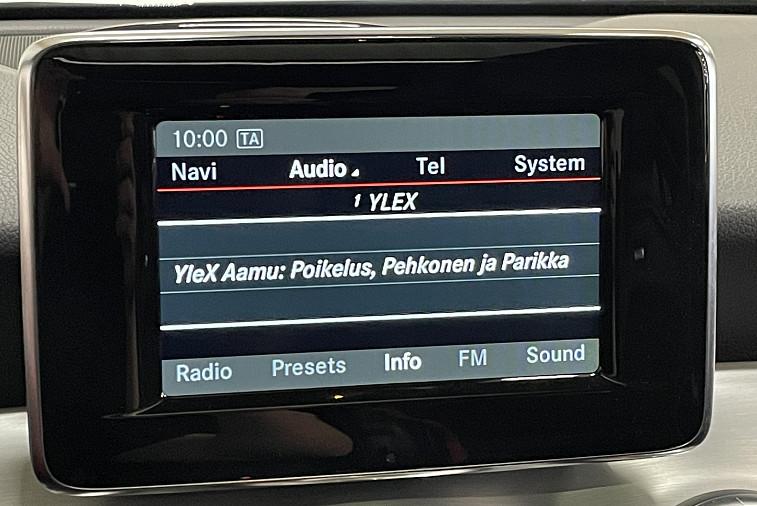 10:00 TA
Navi Audio Tel System
1 YLEX
YleX Aamu: Poikelus, Pehkonen ja Parikka
Radio Presets Info FM Sound